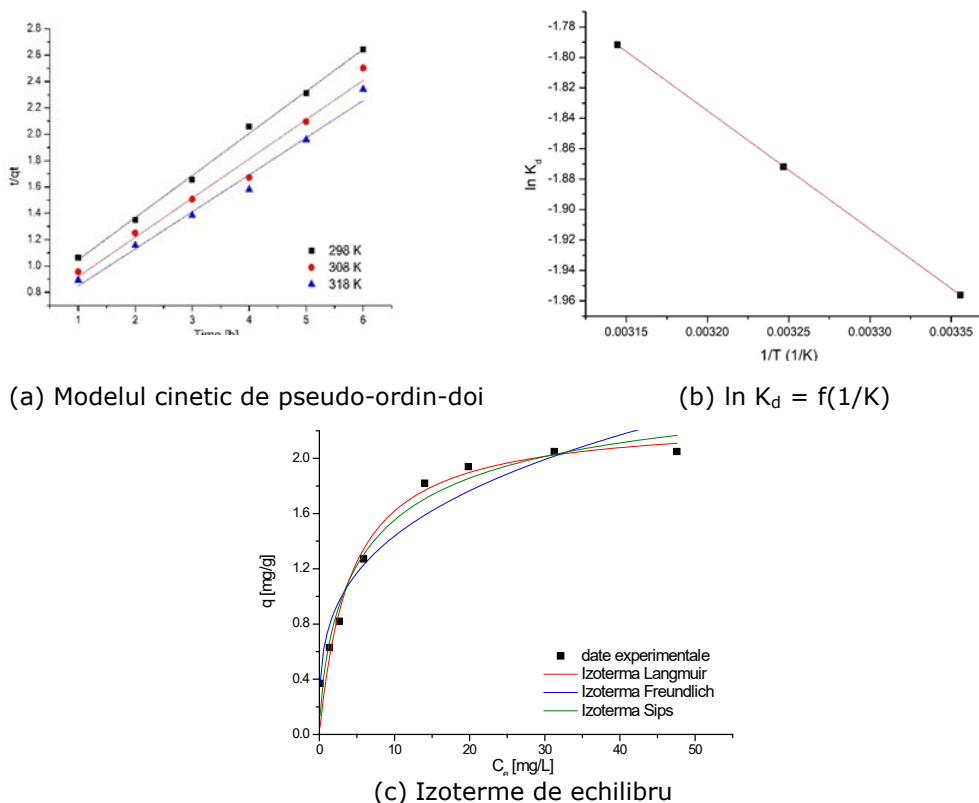 2.8
2.6
2.4
2.2
2.0
1.8
1.6
1.4
1.2
1.0
0.8
t/qt
298 K
308 K
318 K
1 2 3 4 5 6
Time [h]
-1.78
-1.80
-1.82
-1.84
-1.86
-1.88
-1.90
-1.92
-1.94
-1.96
ln K_d
0.00315 0.00320 0.00325 0.00330 0.00335
1/T (1/K)
(a) Modelul cinetic de pseudo-ordin-doi
(b) ln K_d = f(1/K)
2.0
1.6
1.2
0.8
0.4
0.0
q [mg/g]
date experimentale
Izoterma Langmuir
Izoterma Freundlich
Izoterma Sips
0 10 20 30 40 50
C_e [mg/L]
(c) Izoterme de echilibru